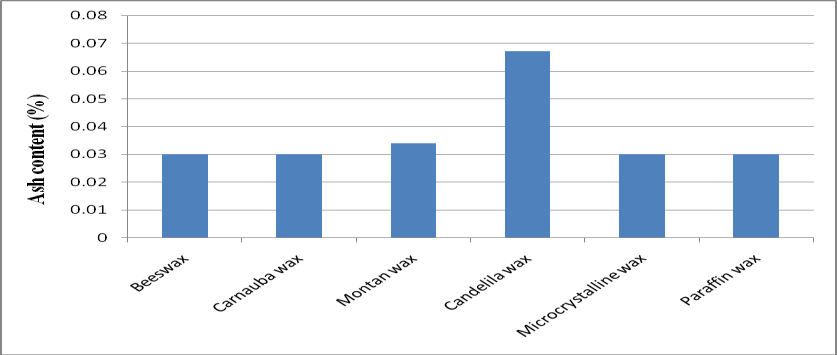 0.08
0.07
0.06
0.05
0.04
0.03
0.02
0.01
0
Ash content (%)
Beeswax
Carnauba wax
Montan wax
Candelila wax
Microcrystalline wax
Paraffin wax